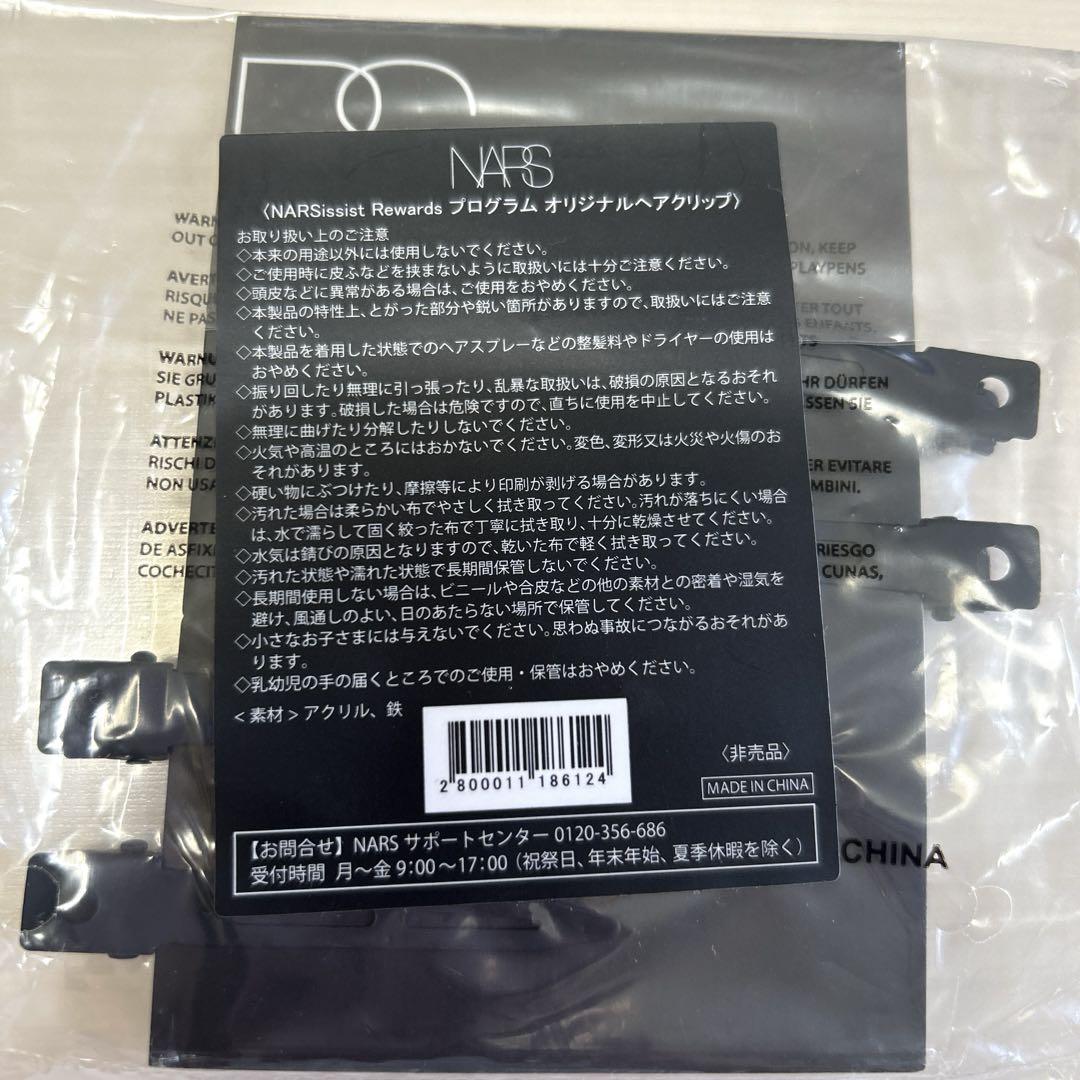 NARS
〈NARSissist Rewards プログラム オリジナルヘアクリップ〉
お取り扱い上のご注意
◇本来の用途以外には使用しないでください。
◇ご使用時に皮ふなどを挟まないように取扱いには十分ご注意ください。
◇頭皮などに異常がある場合は、ご使用をおやめください。
◇本製品の特性上、とがった部分や鋭い箇所がありますので、取扱いにはご注意
ください。
◇本製品を着用した状態でのヘアスプレーなどの整髪料やドライヤーの使用は
おやめください。
◇振り回したり無理に引っ張ったり、乱暴な取扱いは、破損の原因となるおそれ
があります。破損した場合は危険ですので、直ちに使用を中止してください。
◇無理に曲げたり分解したりしないでください。
◇火気や高温のところにはおかないでください。変色、変形又は火災や火傷のお
それがあります。
◇硬い物にぶつけたり、摩擦等により印刷が剥げる場合があります。
◇汚れた場合は柔らかい布でやさしく拭き取ってください。汚れが落ちにくい場合
は、水で濡らして固く絞った布で丁寧に拭き取り、十分に乾燥させてください。
◇水気は錆びの原因となりますので、乾いた布で軽く拭き取ってください。
◇汚れた状態や濡れた状態で長期間保管しないでください。
◇長期間使用しない場合は、ビニールや合皮などの他の素材との密着や湿気を
避け、風通しのよい、日のあたらない場所で保管してください。
◇小さなお子さまには与えないでください。思わぬ事故につながるおそれがあ
ります。
◇乳幼児の手の届くところでのご使用・保管はおやめください。
＜素材＞アクリル、鉄
2 800011 186124
〈非売品〉
MADE IN CHINA
【お問合せ】NARS サポートセンター 0120-356-686
受付時間 月〜金 9:00〜17:00（祝祭日、年末年始、夏季休暇を除く）
OUT
KEEP
PLAYPENS
RISQUE
TOUT
NE PAS
ENFANTS.
SIE
DÜRFEN
SIE
RISCHI
EVITARE
NON
DE
RIESGO
CUNAS,
CHINA